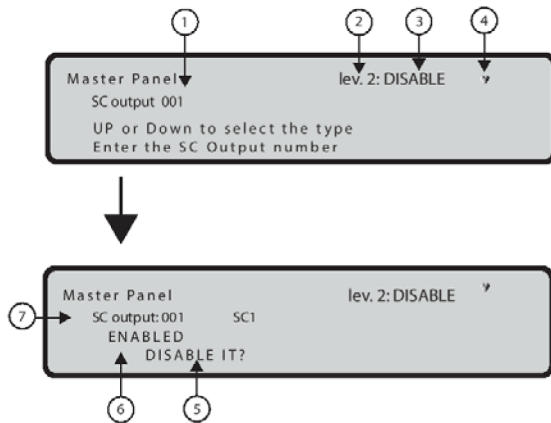 1 2 3 4
Master Panel lev. 2: DISABLE
SC output 001
UP or Down to select the type
Enter the SC Output number
Master Panel lev. 2: DISABLE
7 SC output: 001 SC1
ENABLED
DISABLE IT?
6 5